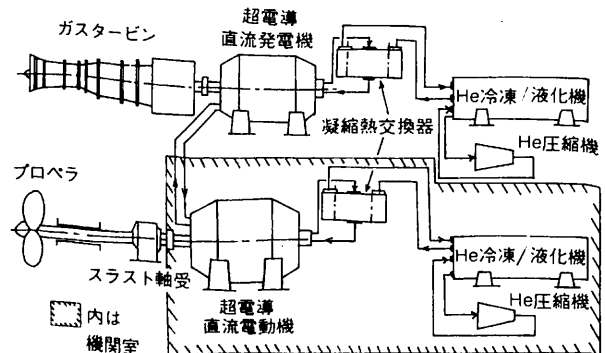 超電導
直流発電機
ガスタービン
He冷凍/液化機
凝縮熱交換器
He圧縮機
プロペラ
He冷凍/液化機
スラスト軸受
He圧縮機
超電導
直流電動機
内は
機関室